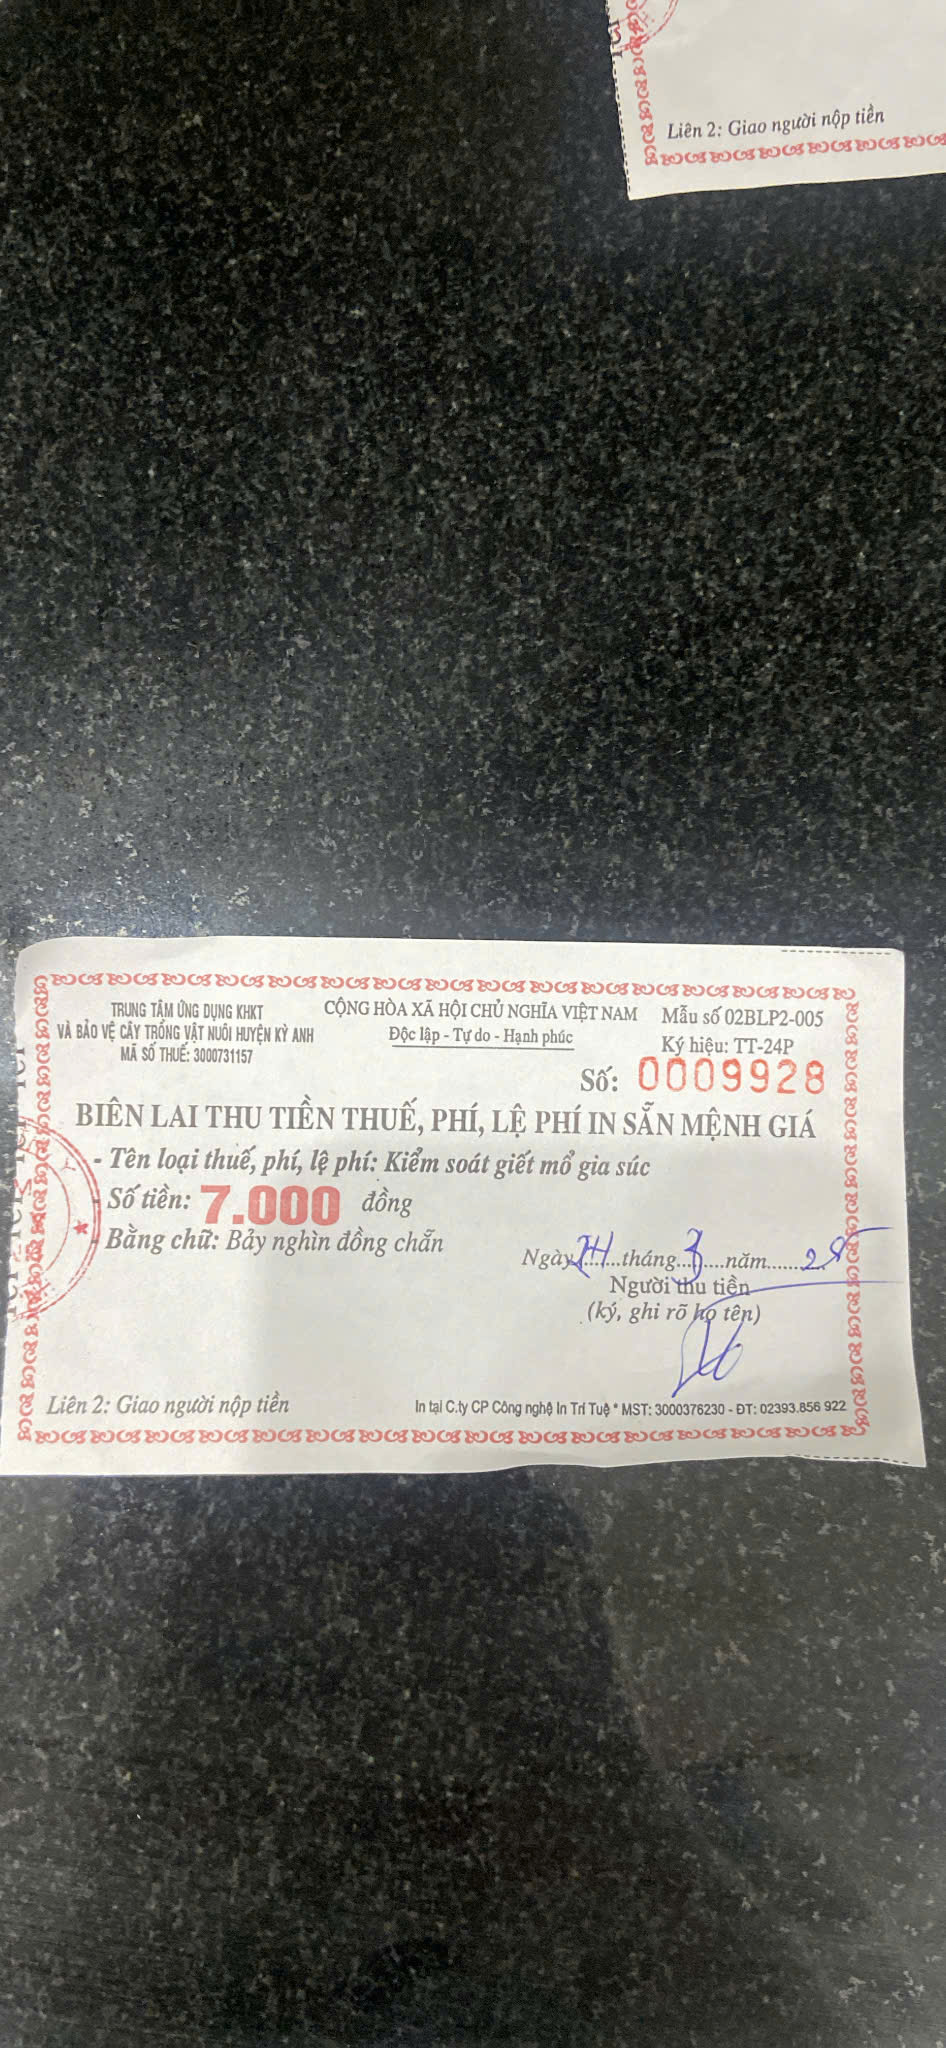 Liên 2: Giao người nộp tiền
TRUNG TÂM ỨNG DỤNG KHKT
VÀ BẢO VỆ CÂY TRỒNG VẬT NUÔI HUYỆN KỲ ANH
MÃ SỐ THUẾ: 3000731157
CỘNG HÒA XÃ HỘI CHỦ NGHĨA VIỆT NAM
Độc lập - Tự do - Hạnh phúc
Mẫu số 02BLP2-005
Ký hiệu: TT-24P
Số: 0009928
BIÊN LAI THU TIỀN THUẾ, PHÍ, LỆ PHÍ IN SẴN MỆNH GIÁ
- Tên loại thuế, phí, lệ phí: Kiểm soát giết mổ gia súc
- Số tiền: 7.000 đồng
- Bằng chữ: Bảy nghìn đồng chẵn
Ngày......tháng 3 năm.........
Người thu tiền
(ký, ghi rõ họ tên)
Liên 2: Giao người nộp tiền
In tại C.ty CP Công nghệ In Trí Tuệ * MST: 3000376230 - ĐT: 02393.856 922